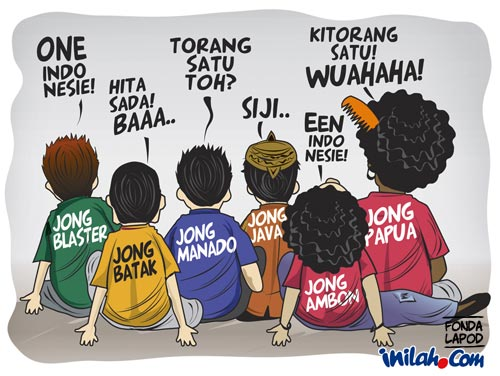 ONE
INDO
NESIE!
HITA
SADA!
BAAA..
TORANG
SATU
TOH?
SIJI..
EEN
INDO
NESIE!
KITORANG
SATU!
WUAHAHA!
JONG
BLASTER
JONG
BATAK
JONG
MANADO
JONG
JAVA
JONG
AMBON
JONG
PAPUA
FONDA
LAPOD
iNilah.Com